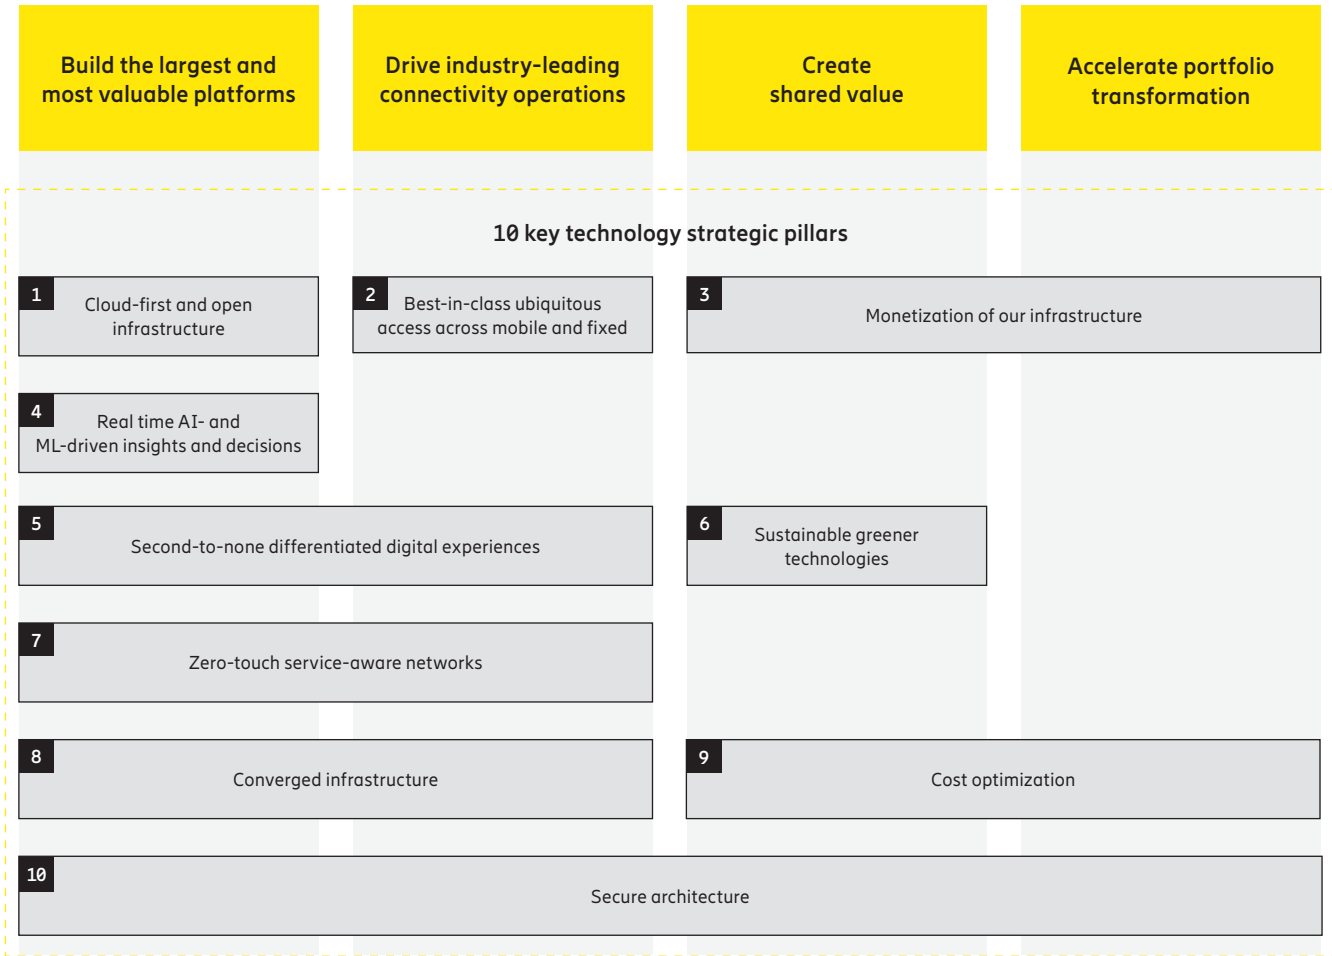 Build the largest and
most valuable platforms
Drive industry-leading
connectivity operations
Create
shared value
Accelerate portfolio
transformation
10 key technology strategic pillars
1
Cloud-first and open
infrastructure
2
Best-in-class ubiquitous
access across mobile and fixed
3
Monetization of our infrastructure
4
Real time AI- and
ML-driven insights and decisions
5
Second-to-none differentiated digital experiences
6
Sustainable greener
technologies
7
Zero-touch service-aware networks
8
Converged infrastructure
9
Cost optimization
10
Secure architecture